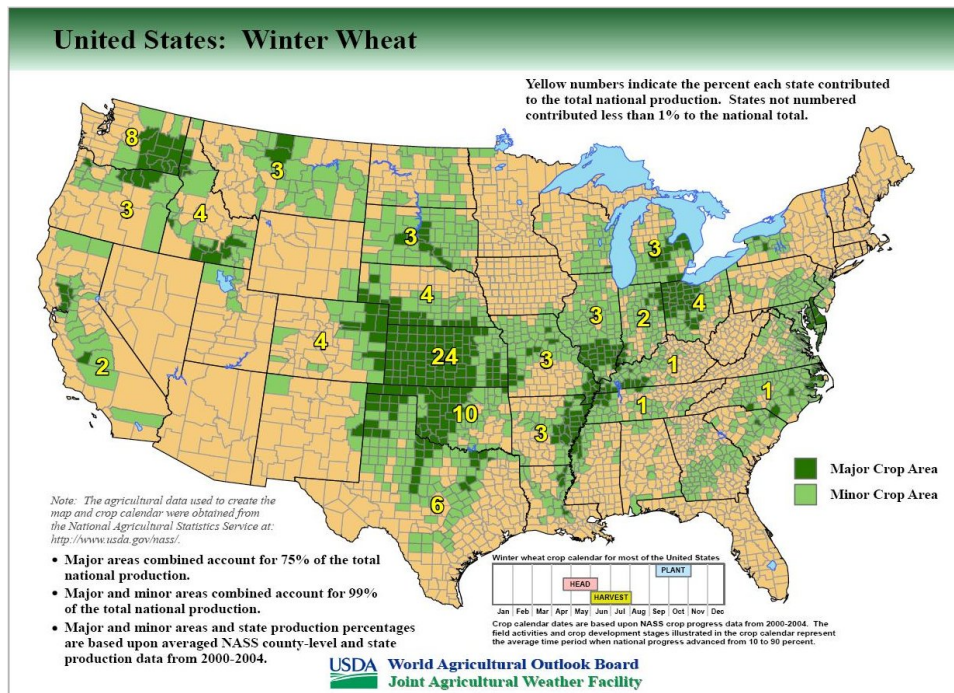 United States:  Winter Wheat
Yellow numbers indicate the percent each state contributed
to the total national production.  States not numbered
contributed less than 1% to the national total.
8
3
3
4
3
3
4
3
2
4
4
24
3
2
1
10
3
1
1
6
Major Crop Area
Minor Crop Area
Note:  The agricultural data used to create the
map and crop calendar were obtained from
the National Agricultural Statistics Service at:
http://www.usda.gov/nass/.
• Major areas combined account for 75% of the total
national production.
• Major and minor areas combined account for 99%
of the total national production.
• Major and minor areas and state production percentages
are based upon averaged NASS county-level and state
production data from 2000-2004.
Winter wheat crop calendar for most of the United States
PLANT
HEAD
HARVEST
Jan Feb Mar Apr May Jun Jul Aug Sep Oct Nov Dec
Crop calendar dates are based upon NASS crop progress data from 2000-2004.  The
field activities and crop development stages illustrated in the crop calendar represent
the average time period when national progress advanced from 10 to 90 percent.
USDA World Agricultural Outlook Board
Joint Agricultural Weather Facility